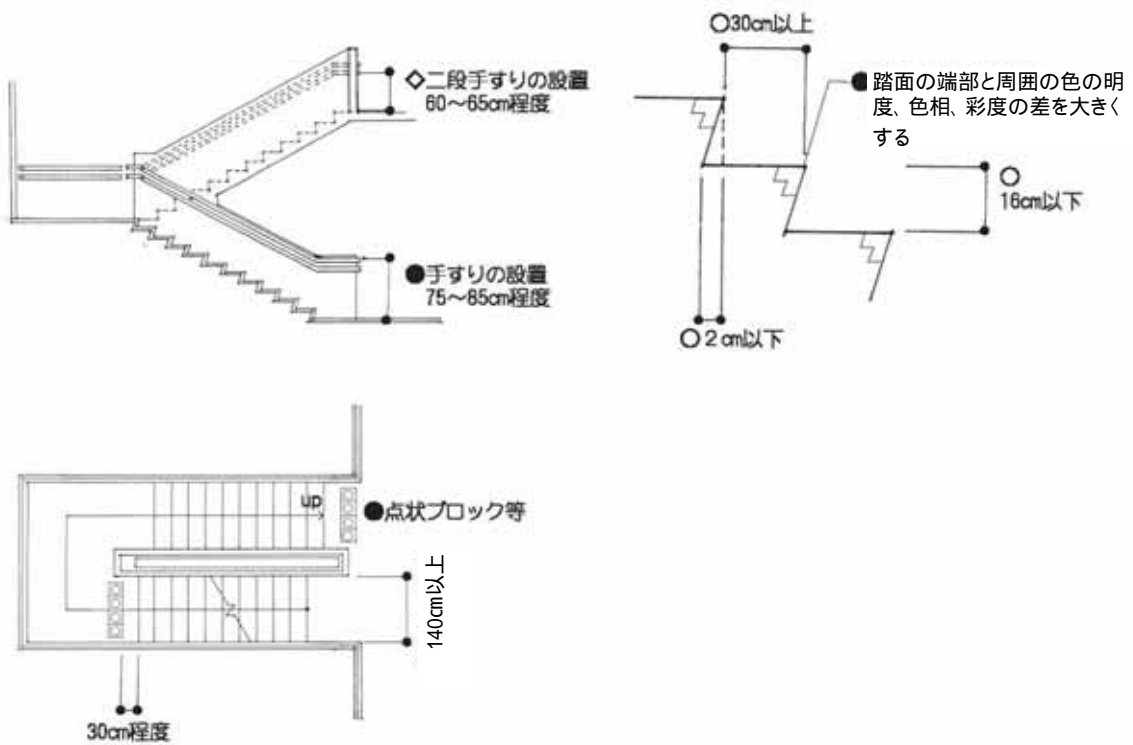 ◇二段手すりの設置
60～65cm程度
●手すりの設置
75～85cm程度
○30cm以上
●踏面の端部と周囲の色の明
度、色相、彩度の差を大きく
する
○
16cm以下
○2cm以下
UP
●点状ブロック等
140cm以上
30cm程度